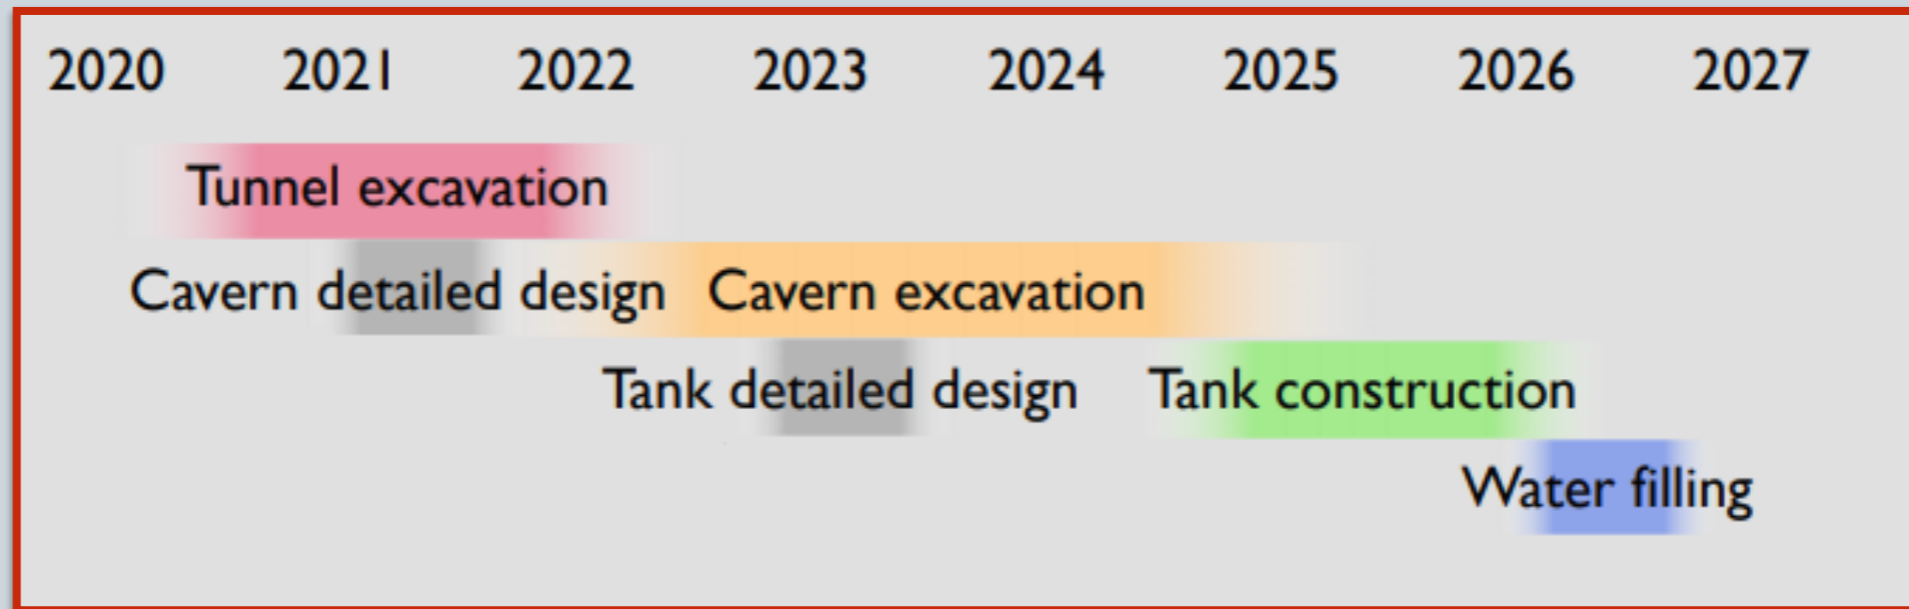 2020 2021 2022 2023 2024 2025 2026 2027
Tunnel excavation
Cavern detailed design Cavern excavation
Tank detailed design Tank construction
Water filling